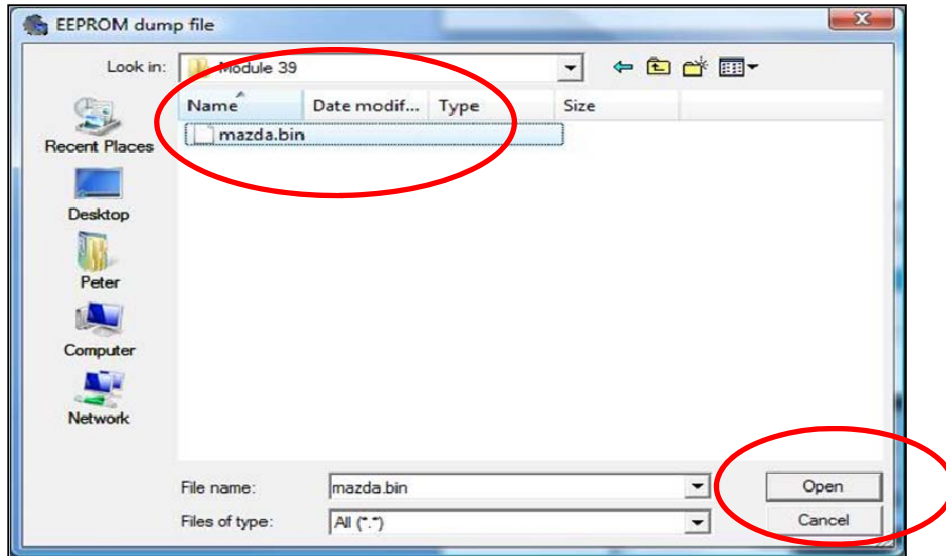 EEPROM dump file
Look in: Module 39
Name Date modif... Type Size
mazda.bin
Recent Places
Desktop
Peter
Computer
Network
File name: mazda.bin Open
Files of type: All (*.*) Cancel